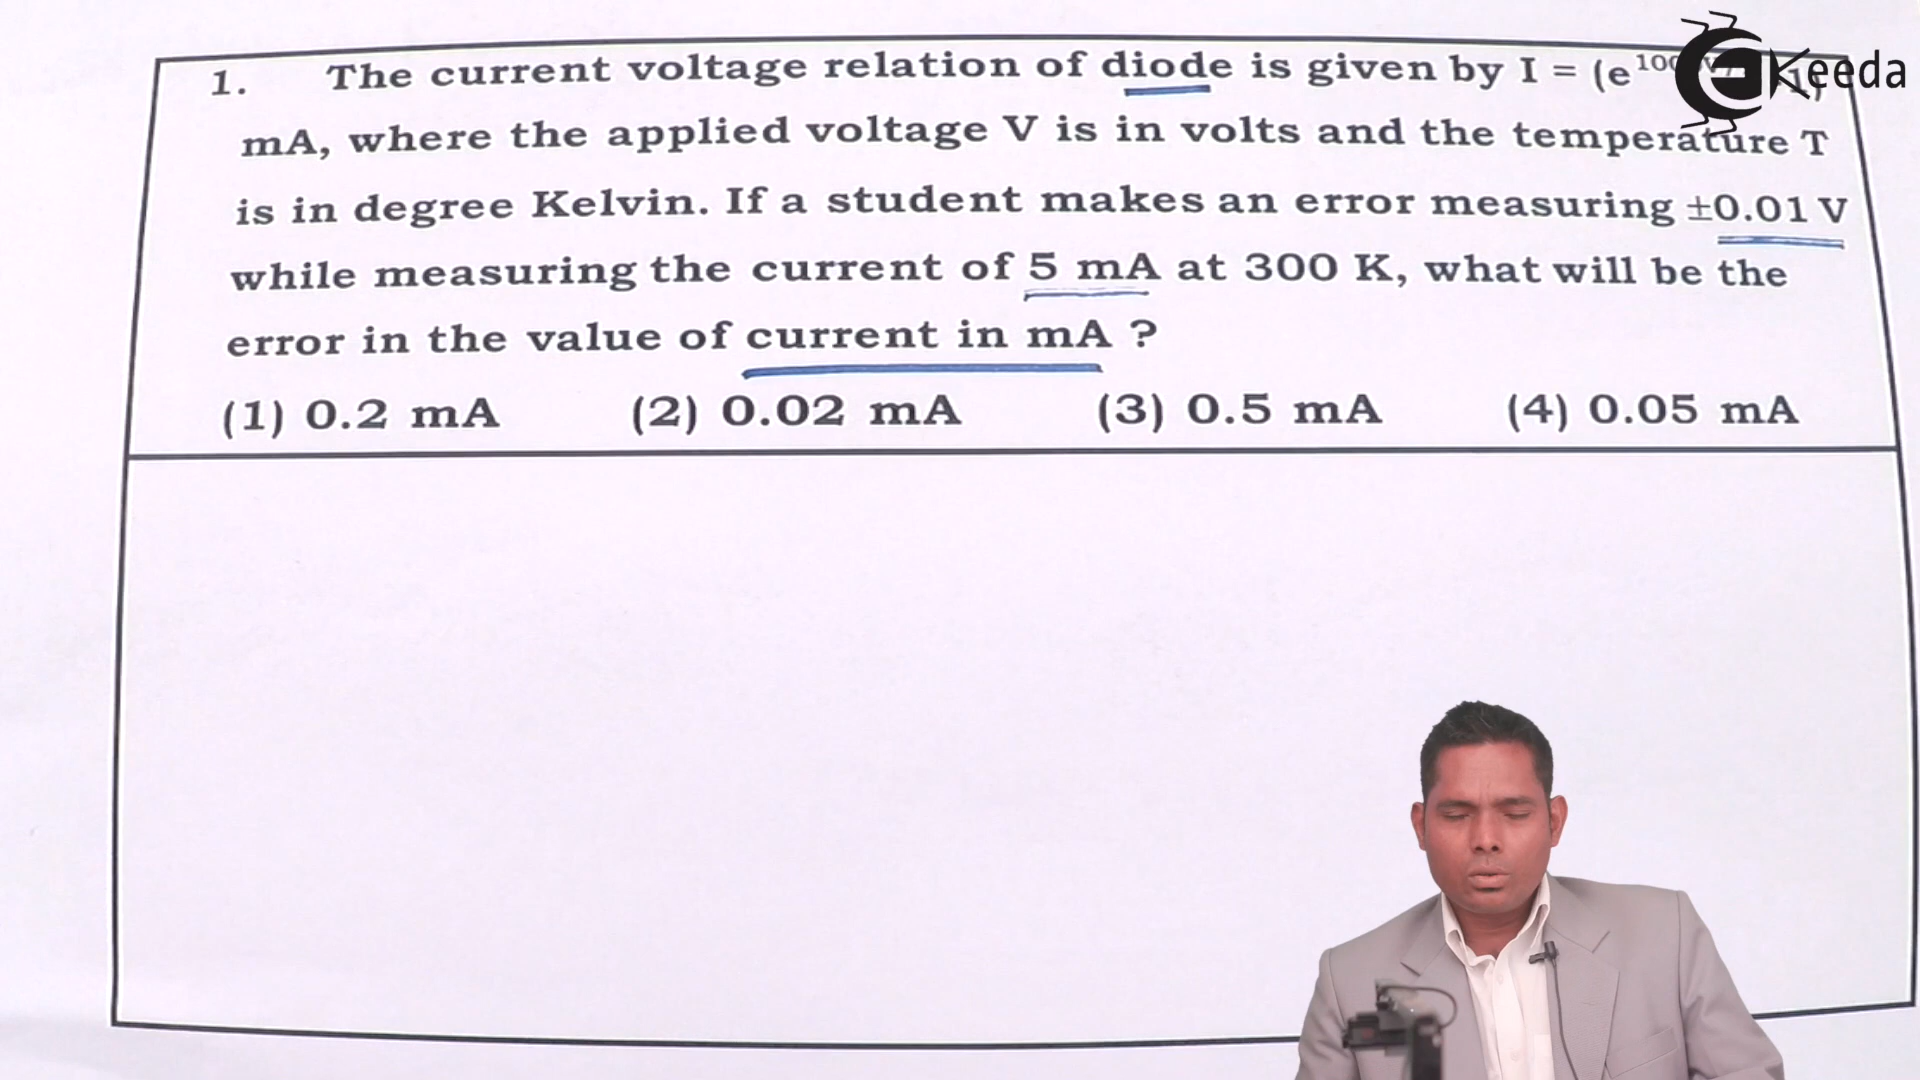 1. The current voltage relation of diode is given by I = (e
mA, where the applied voltage V is in volts and the temperature T
is in degree Kelvin. If a student makes an error measuring ±0.01 V
while measuring the current of 5 mA at 300 K, what will be the
error in the value of current in mA ?
(1) 0.2 mA (2) 0.02 mA (3) 0.5 mA (4) 0.05 mA
Keeda